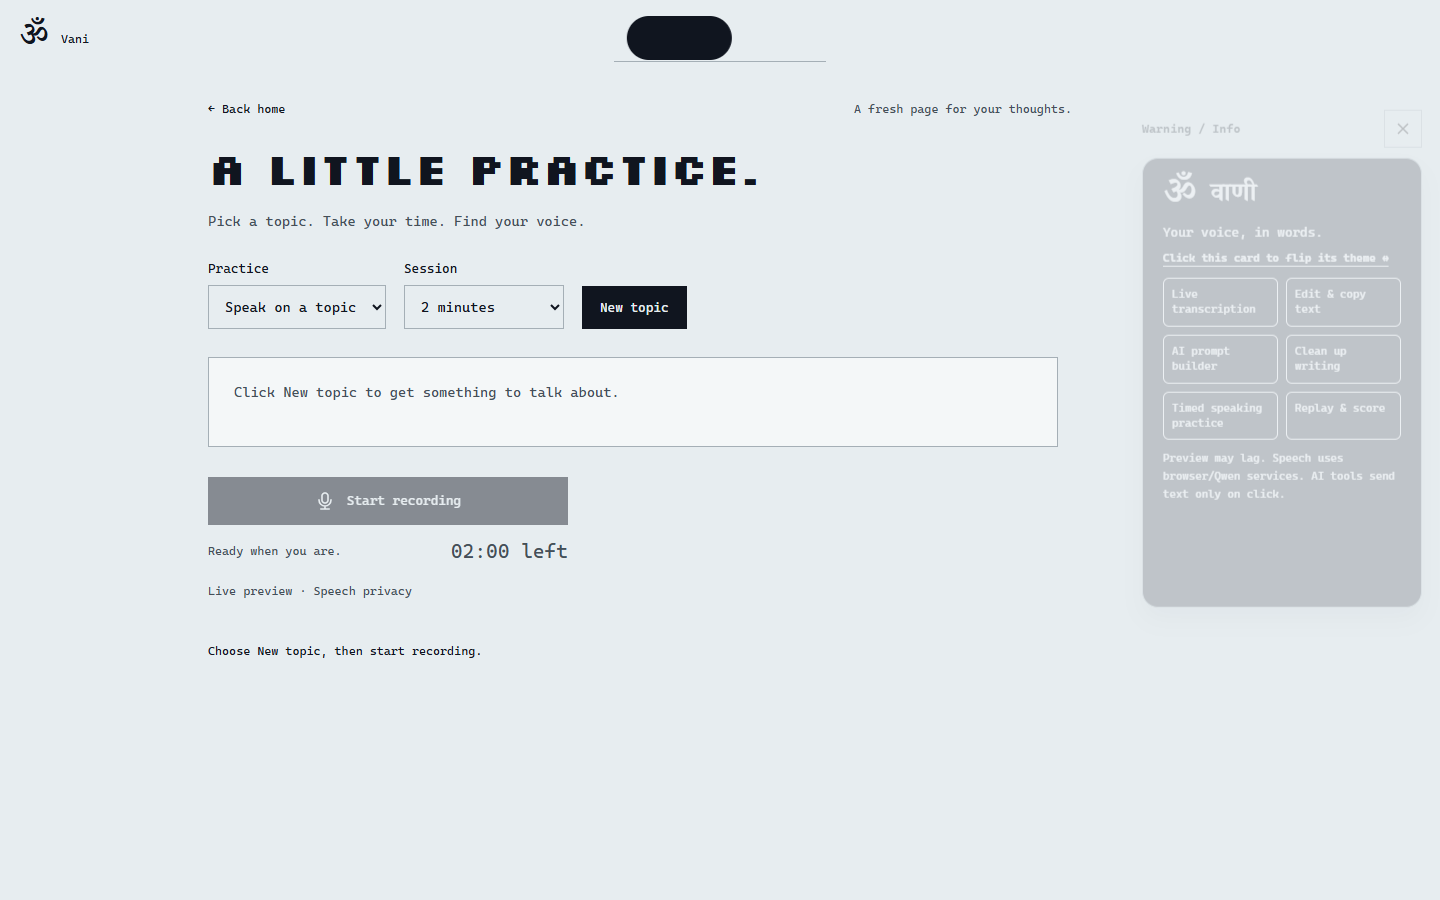 ॐ Vani
← Back home
A fresh page for your thoughts.
A LITTLE PRACTICE.
Pick a topic. Take your time. Find your voice.
Practice
Session
Speak on a topic
2 minutes
New topic
Click New topic to get something to talk about.
Start recording
Ready when you are.
02:00 left
Live preview · Speech privacy
Choose New topic, then start recording.
Warning / Info
ॐ वाणी
Your voice, in words.
Click this card to flip its theme
Live
transcription
Edit & copy
text
AI prompt
builder
Clean up
writing
Timed speaking
practice
Replay & score
Preview may lag. Speech uses
browser/Qwen services. AI tools send
text only on click.